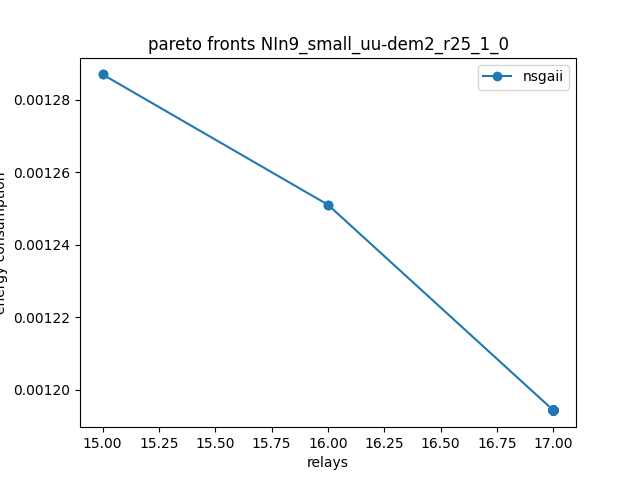 pareto fronts NIn9_small_uu-dem2_r25_1_0
nsgaii
0.00128
0.00126
0.00124
0.00122
0.00120
energy consumption
15.00 15.25 15.50 15.75 16.00 16.25 16.50 16.75 17.00
relays